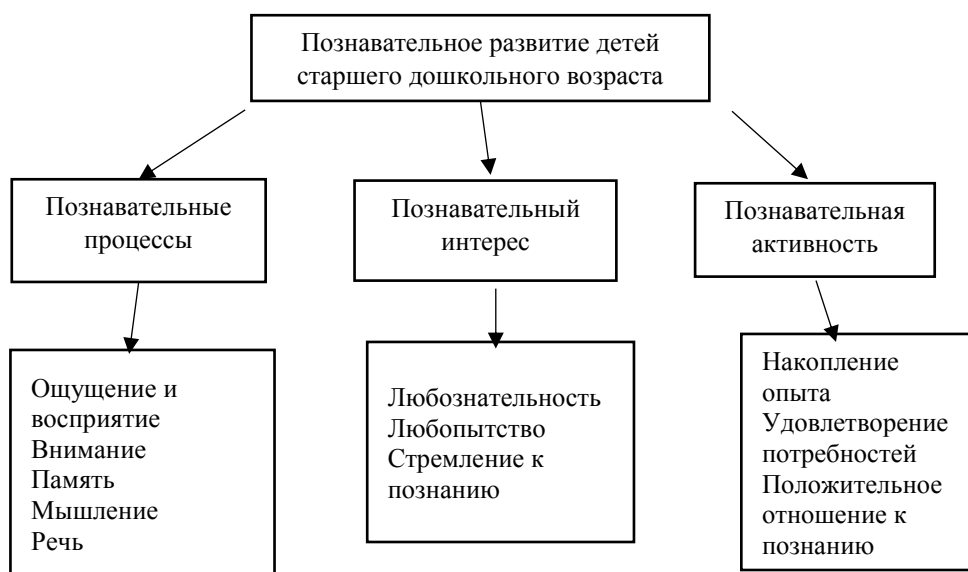 Познавательное развитие детей
старшего дошкольного возраста
Познавательные
процессы
Познавательный
интерес
Познавательная
активность
Ощущение и
восприятие
Внимание
Память
Мышление
Речь
Любознательность
Любопытство
Стремление к
познанию
Накопление
опыта
Удовлетворение
потребностей
Положительное
отношение к
познанию